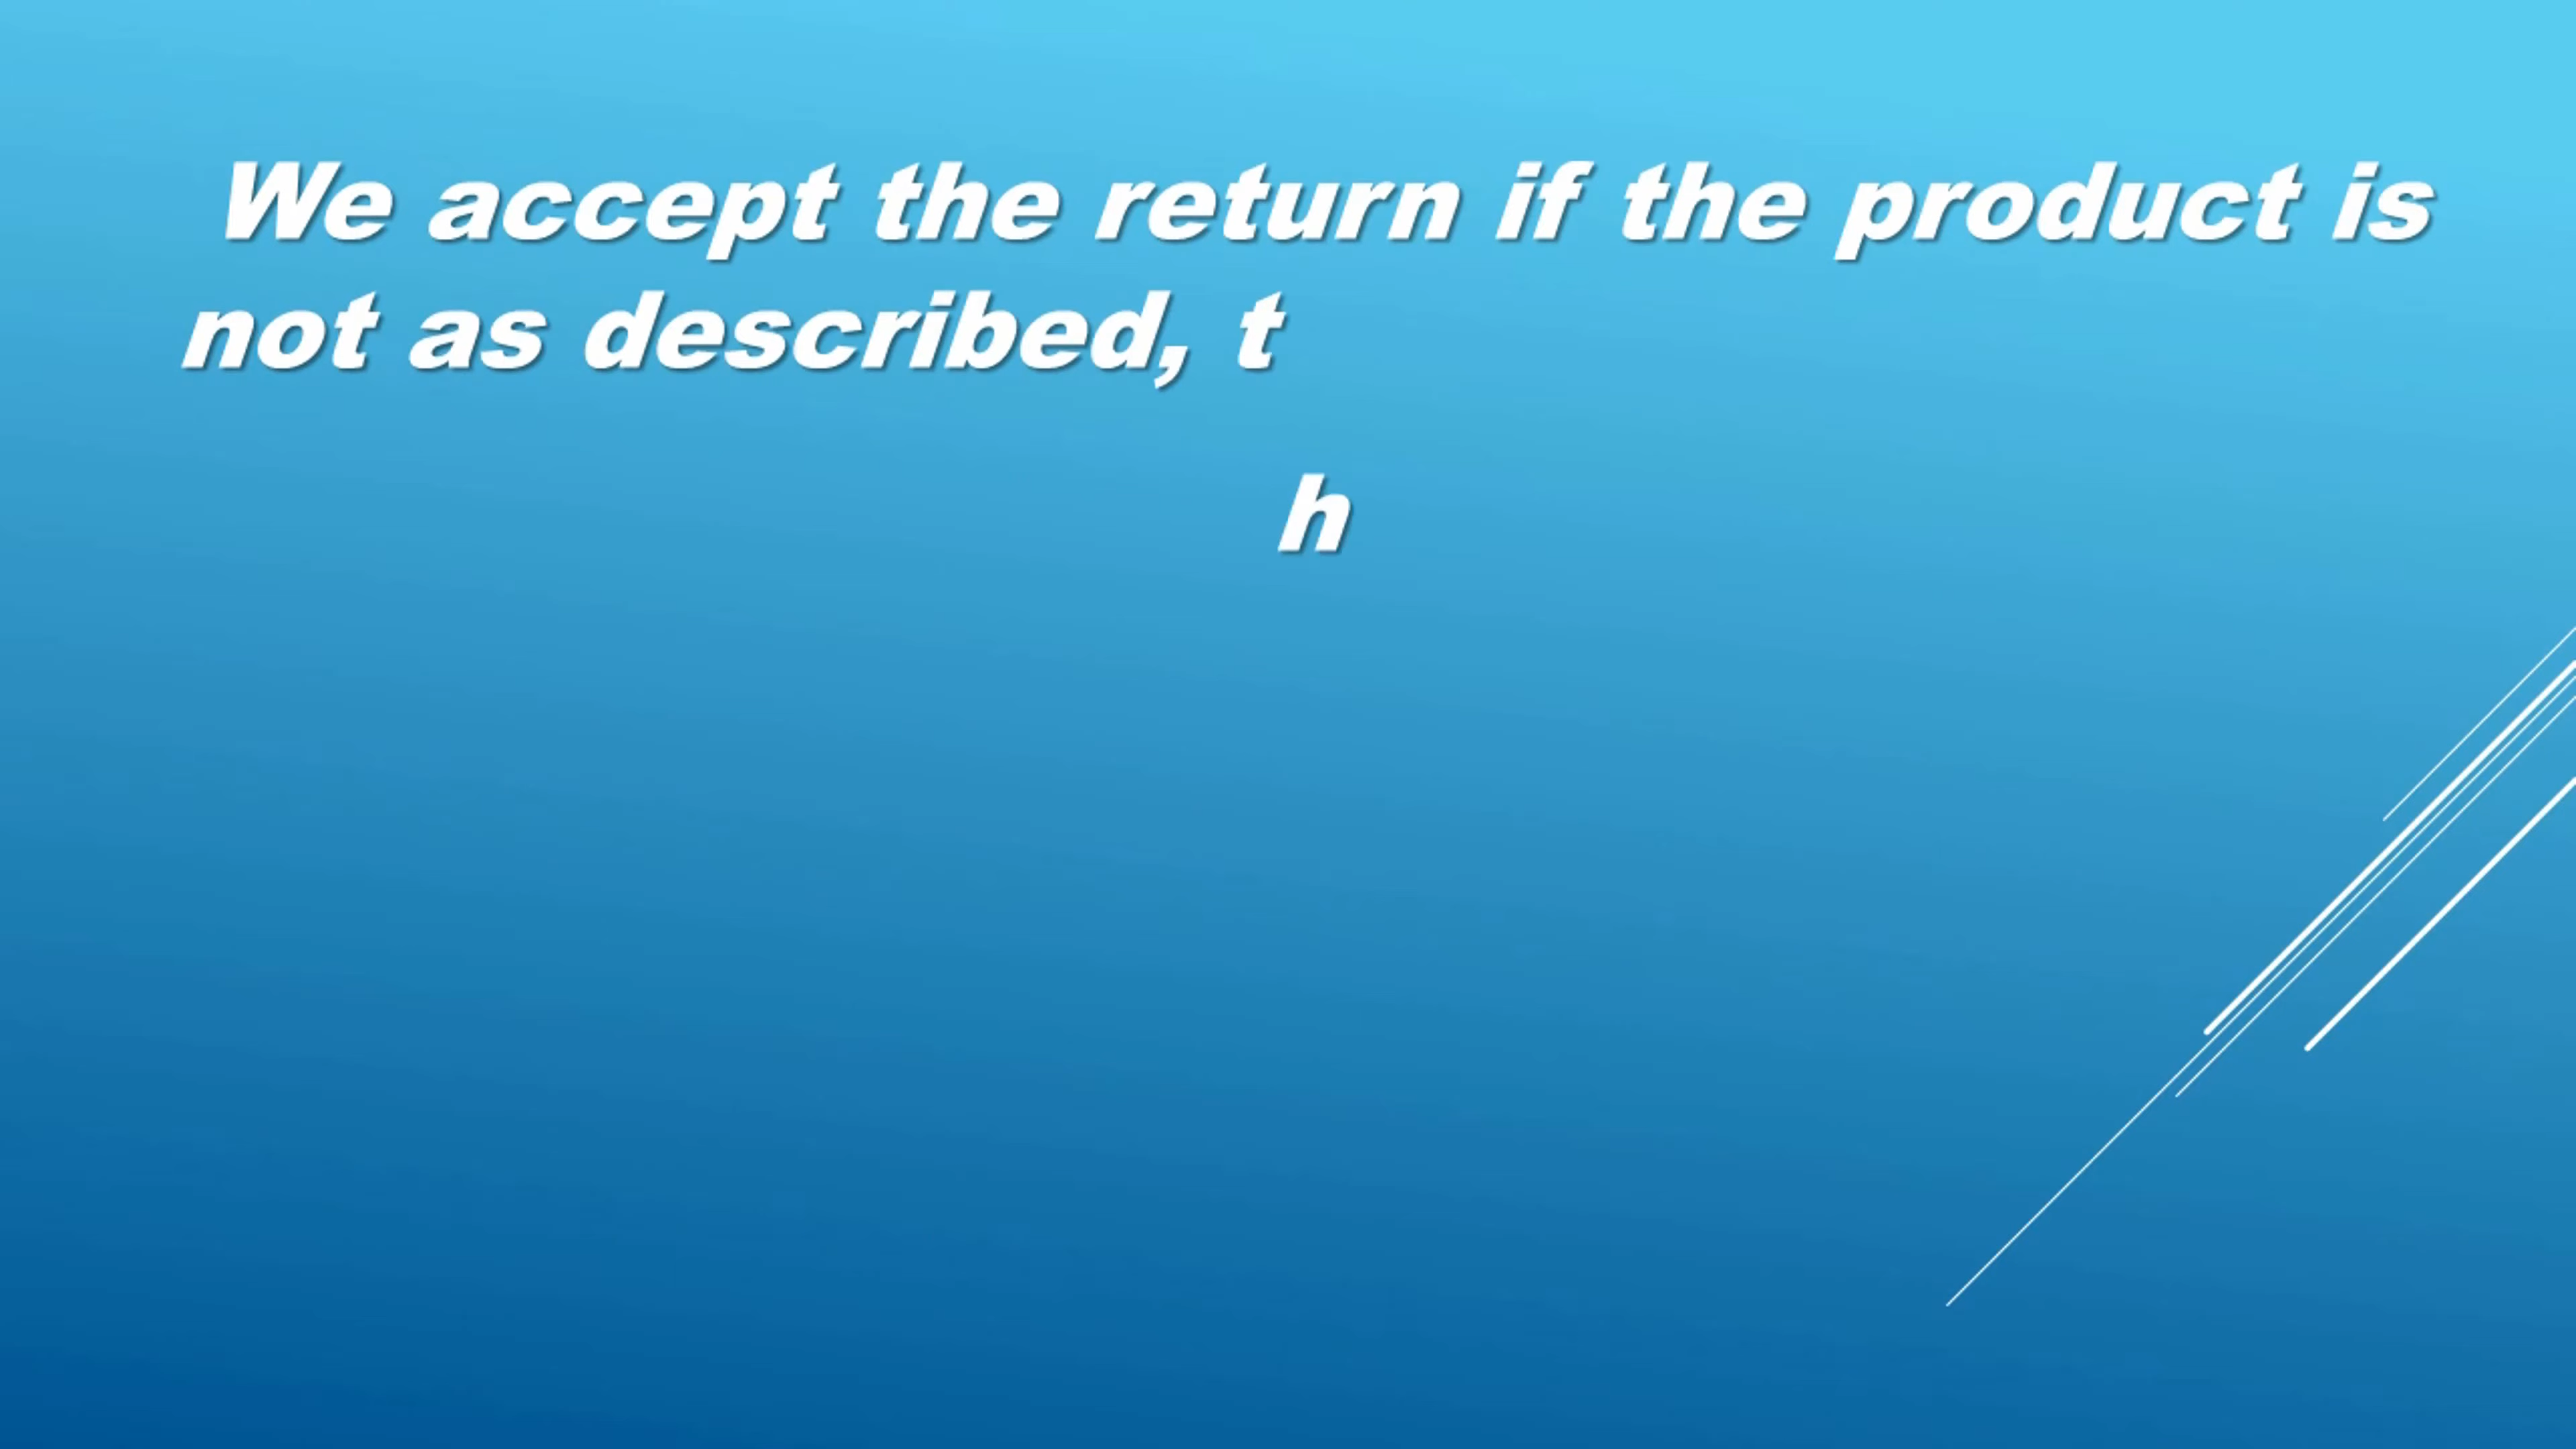 We accept the return if the product is
not as described, t
h